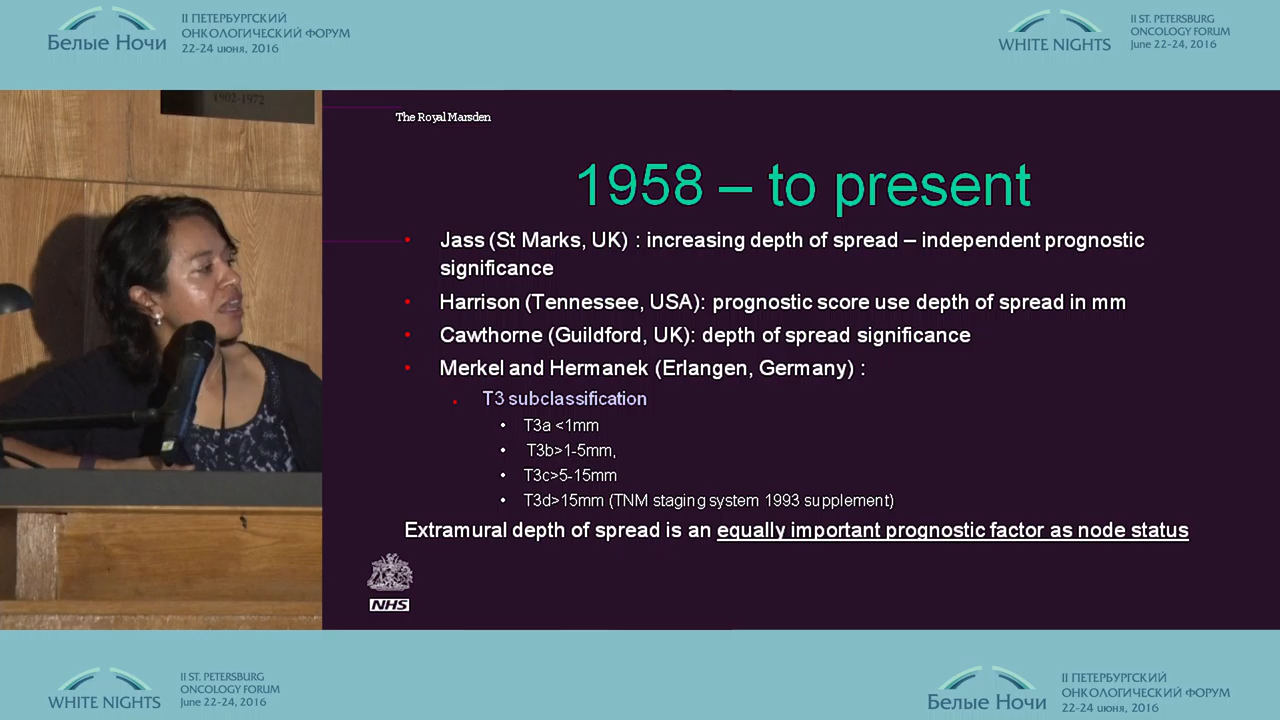 Белые Ночи
II ПЕТЕРБУРГСКИЙ
ОНКОЛОГИЧЕСКИЙ ФОРУМ
22-24 июня, 2016
WHITE NIGHTS
II ST. PETERSBURG
ONCOLOGY FORUM
June 22-24, 2016
1902-1972
The Royal Marsden
1958 – to present
• Jass (St Marks, UK) : increasing depth of spread – independent prognostic
significance
• Harrison (Tennessee, USA): prognostic score use depth of spread in mm
• Cawthorne (Guildford, UK): depth of spread significance
• Merkel and Hermanek (Erlangen, Germany) :
• T3 subclassification
• T3a <1mm
• T3b>1-5mm,
• T3c>5-15mm
• T3d>15mm (TNM staging system 1993 supplement)
Extramural depth of spread is an equally important prognostic factor as node status
NHS
WHITE NIGHTS
II ST. PETERSBURG
ONCOLOGY FORUM
June 22-24, 2016
Белые Ночи
II ПЕТЕРБУРГСКИЙ
ОНКОЛОГИЧЕСКИЙ ФОРУМ
22-24 июня, 2016